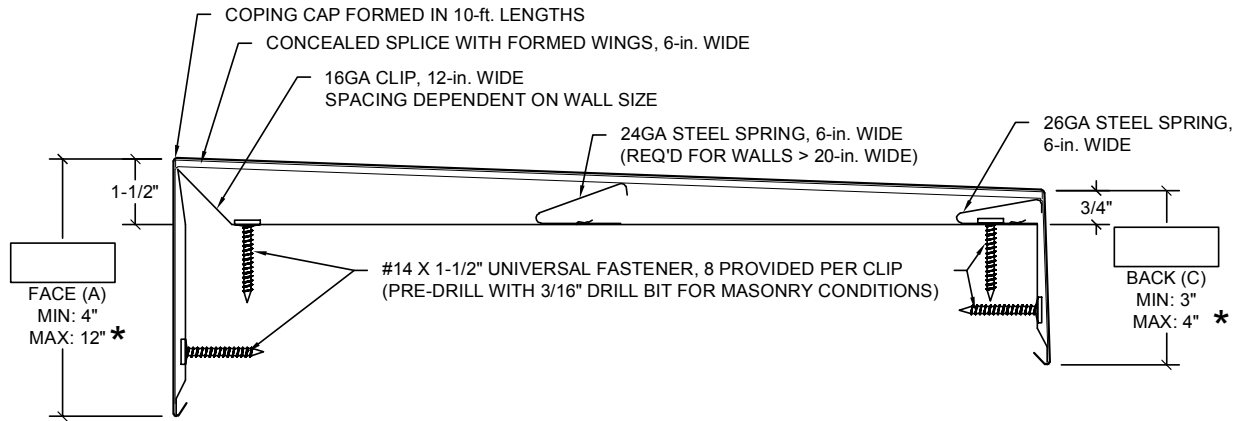 COPING CAP FORMED IN 10-ft. LENGTHS
CONCEALED SPLICE WITH FORMED WINGS, 6-in. WIDE
16GA CLIP, 12-in. WIDE
SPACING DEPENDENT ON WALL SIZE
24GA STEEL SPRING, 6-in. WIDE
(REQ'D FOR WALLS > 20-in. WIDE)
26GA STEEL SPRING,
6-in. WIDE
1-1/2"
3/4"
#14 X 1-1/2" UNIVERSAL FASTENER, 8 PROVIDED PER CLIP
(PRE-DRILL WITH 3/16" DRILL BIT FOR MASONRY CONDITIONS)
FACE (A)
MIN: 4"
MAX: 12" *
BACK (C)
MIN: 3"
MAX: 4" *